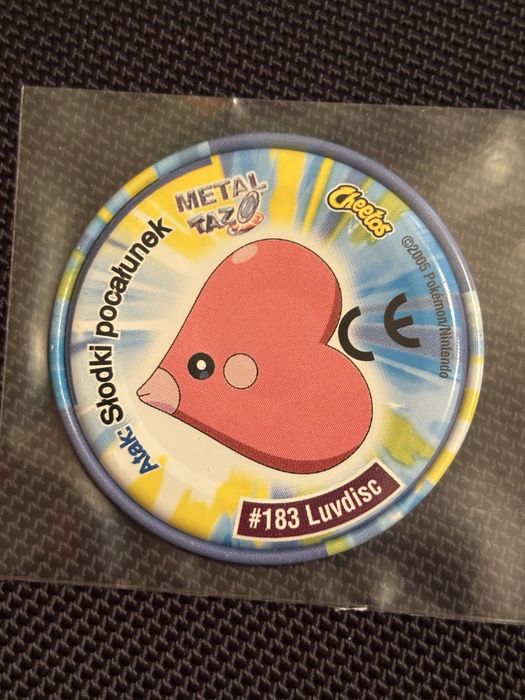 METAL
TAZO
Cheetos
©2005 Pokémon/Nintendo
CE
Atak: Słodki pocałunek
#183 Luvdisc